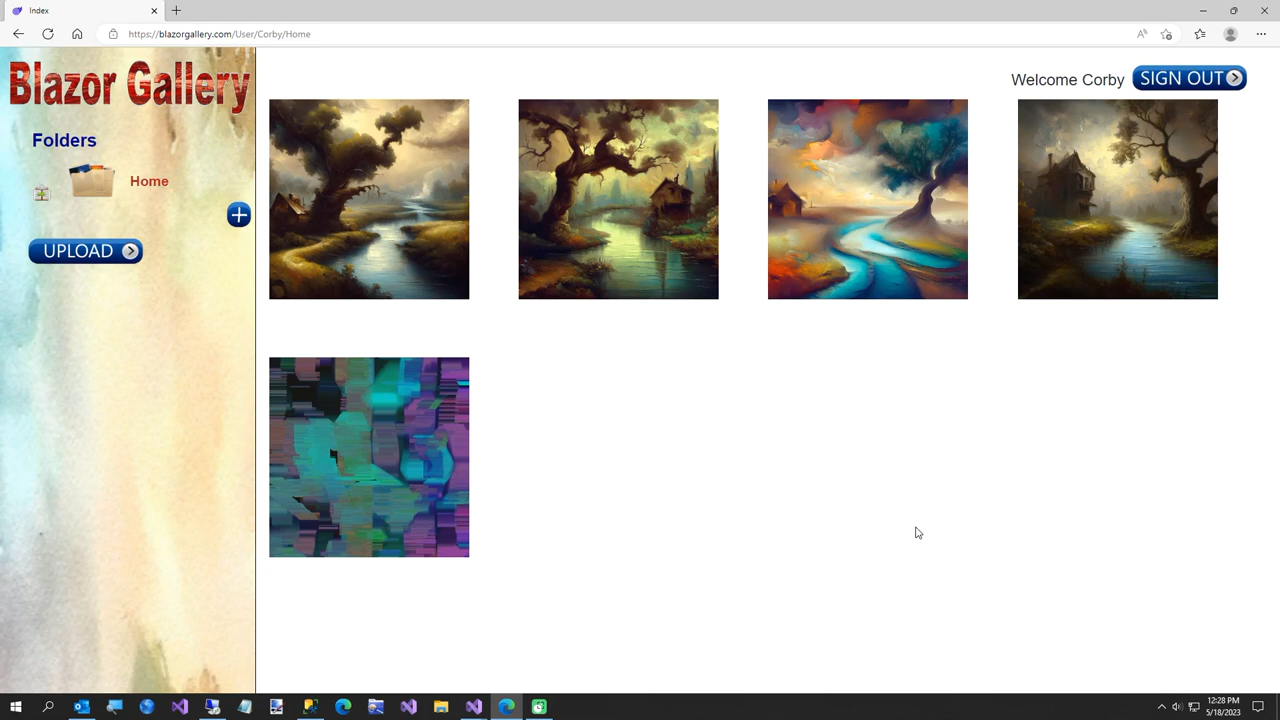 Index
https://blazorgallery.com/User/Corby/Home
Blazor Gallery
Welcome Corby
SIGN OUT
Folders
Home
UPLOAD
12:28 PM
5/18/2023